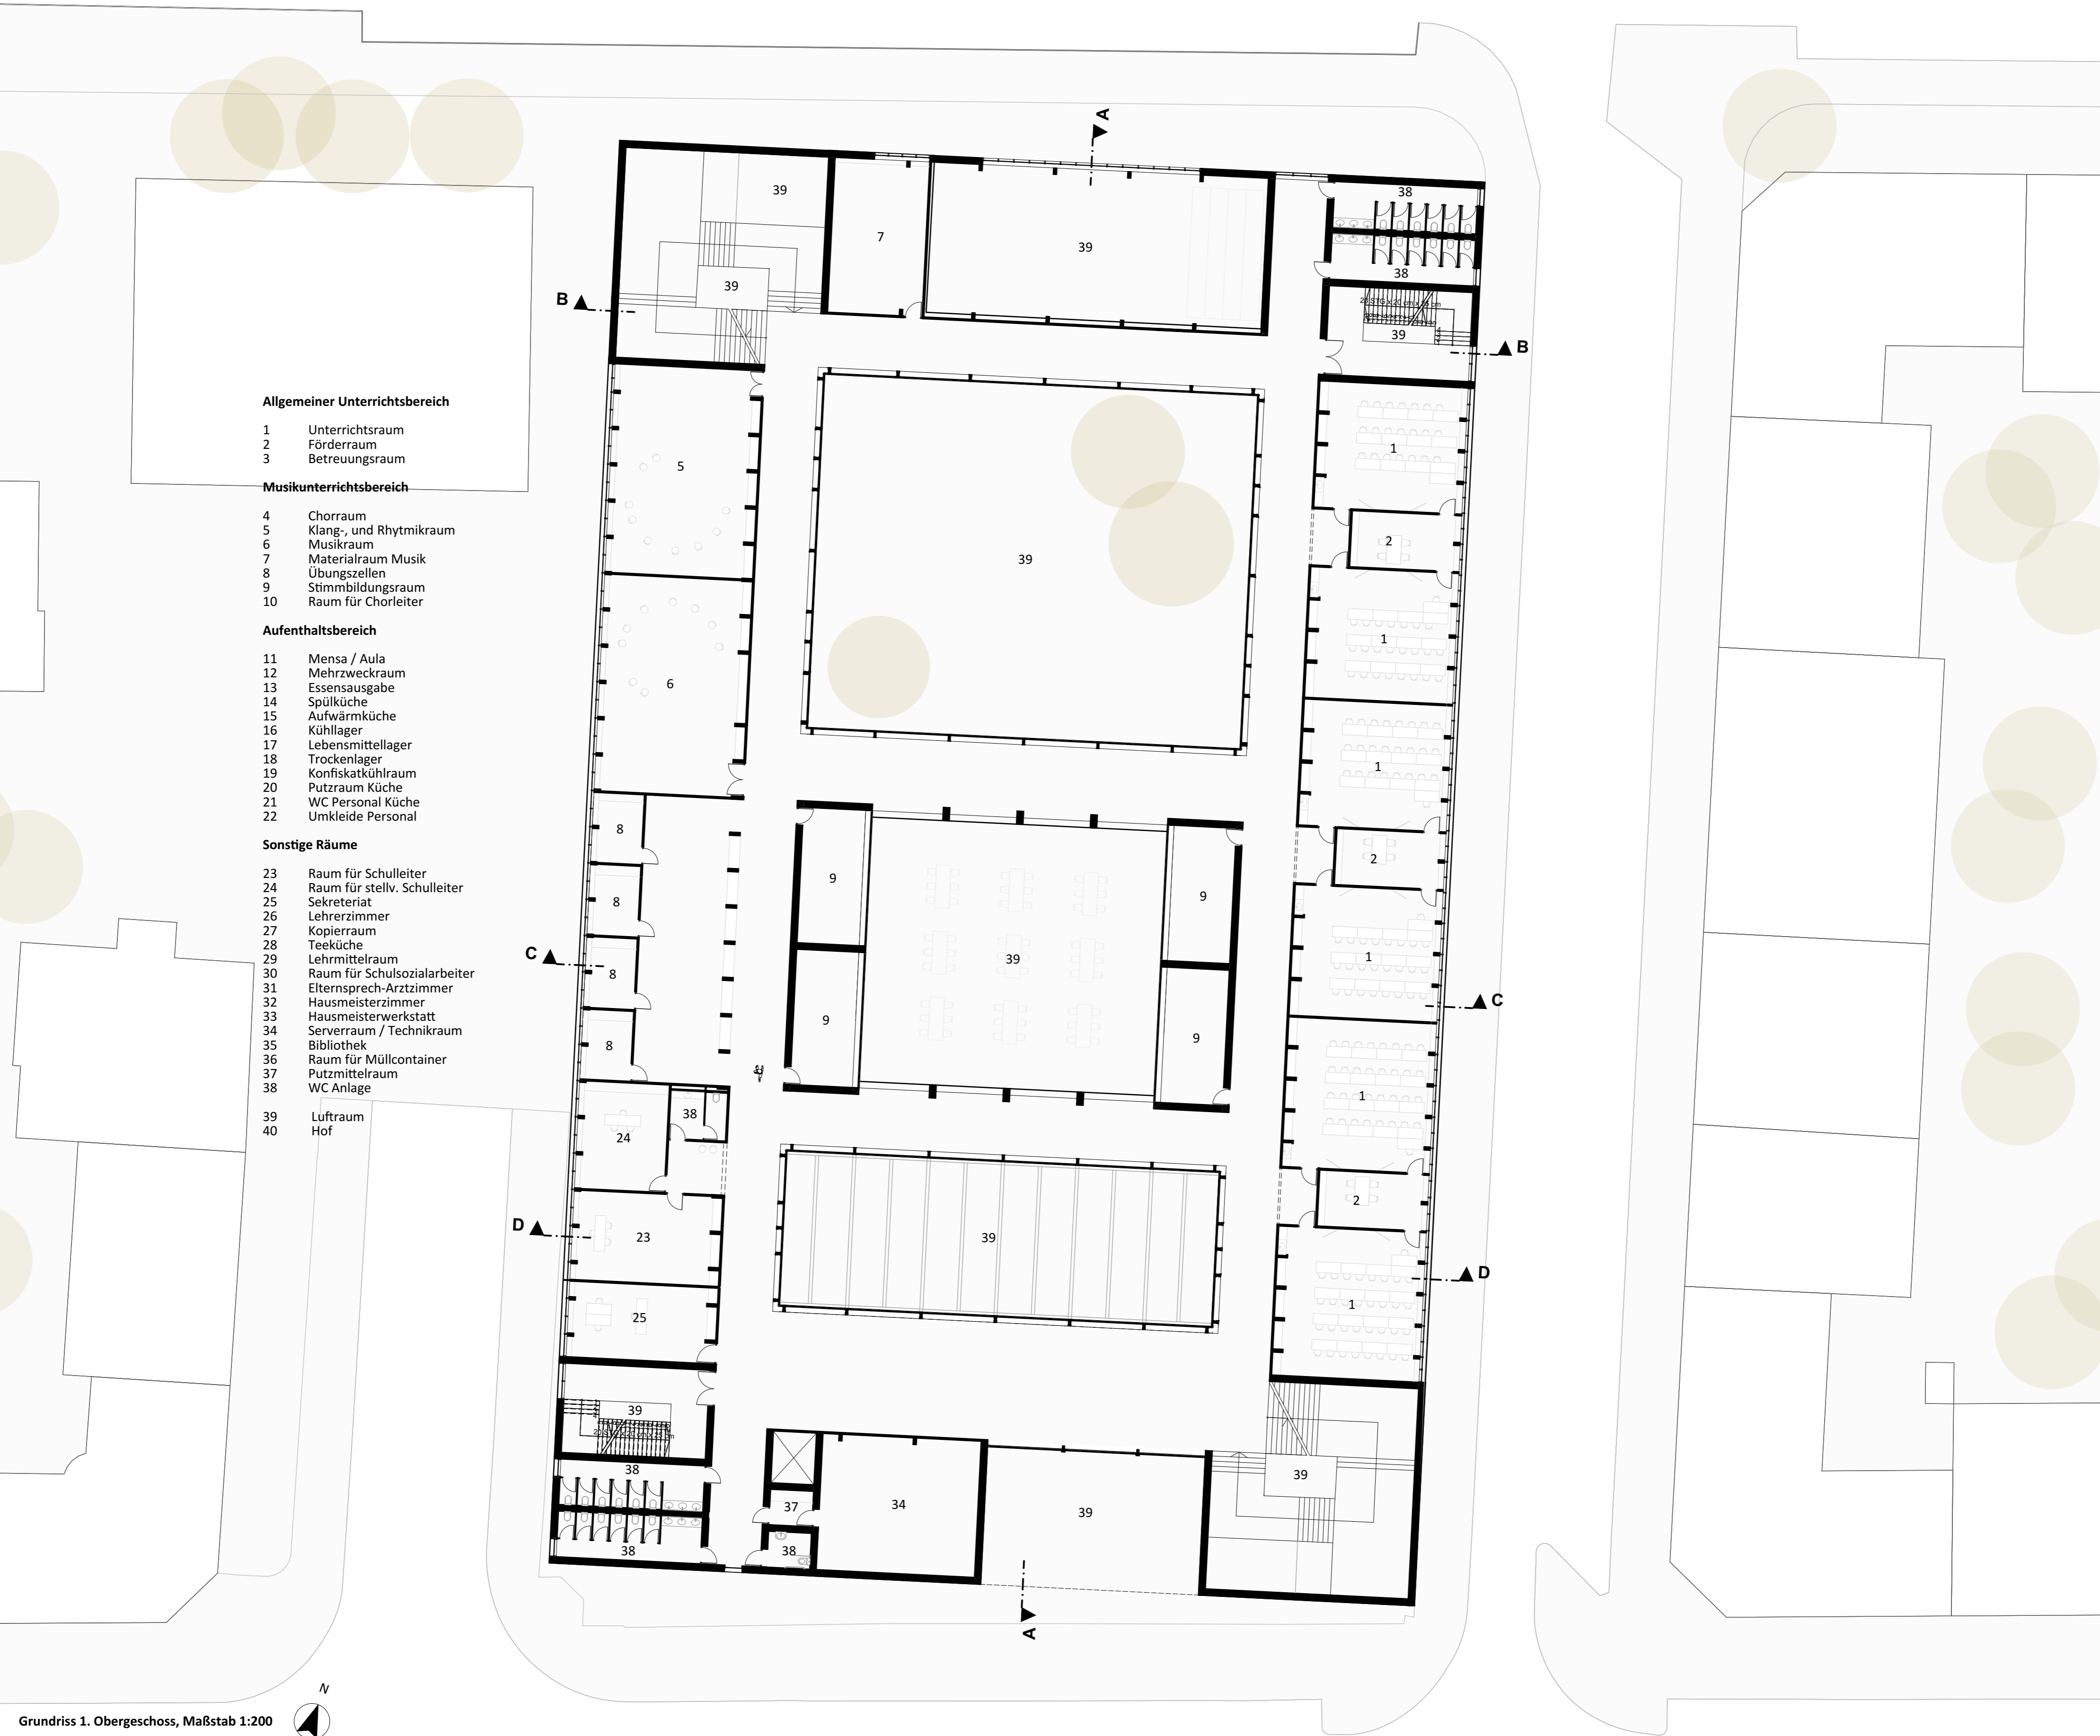 Allgemeiner Unterrichtsbereich
1 Unterrichtsraum
2 Förderraum
3 Betreuungsraum
Musikunterrichtsbereich
4 Chorraum
5 Klang-, und Rhytmikraum
6 Musikraum
7 Materialraum Musik
8 Übungszellen
9 Stimmbildungsraum
10 Raum für Chorleiter
Aufenthaltsbereich
11 Mensa / Aula
12 Mehrzweckraum
13 Essensausgabe
14 Spülküche
15 Aufwärmküche
16 Kühllager
17 Lebensmittellager
18 Trockenlager
19 Konfiskatkühlraum
20 Putzraum Küche
21 WC Personal Küche
22 Umkleide Personal
Sonstige Räume
23 Raum für Schulleiter
24 Raum für stellv. Schulleiter
25 Sekreteriat
26 Lehrerzimmer
27 Kopierraum
28 Teeküche
29 Lehrmittelraum
30 Raum für Schulsozialarbeiter
31 Elternsprech-Arztzimmer
32 Hausmeisterzimmer
33 Hausmeisterwerkstatt
34 Serverraum / Technikraum
35 Bibliothek
36 Raum für Müllcontainer
37 Putzmittelraum
38 WC Anlage
39 Luftraum
40 Hof
A
39
38
7
39
38
39
B
39
B
1
5
2
39
1
6
1
8
2
9
9
8
C
39
1
8
C
9
9
8
1
38
24
2
23
39
D
D
1
25
39
38
39
37
34
39
38
38
A
N
Grundriss 1. Obergeschoss, Maßstab 1:200